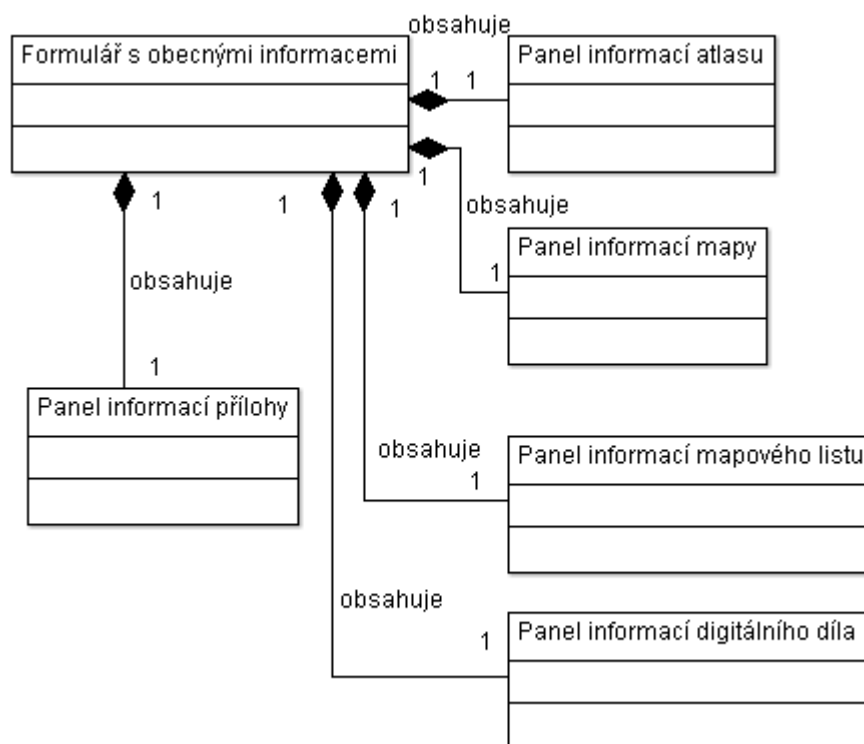 obsahuje
Formulář s obecnými informacemi
Panel informací atlasu
1
1
1
1
1
1
obsahuje
Panel informací mapy
1
obsahuje
1
Panel informací přílohy
obsahuje
Panel informací mapového listu
1
obsahuje
Panel informací digitálního díla
1